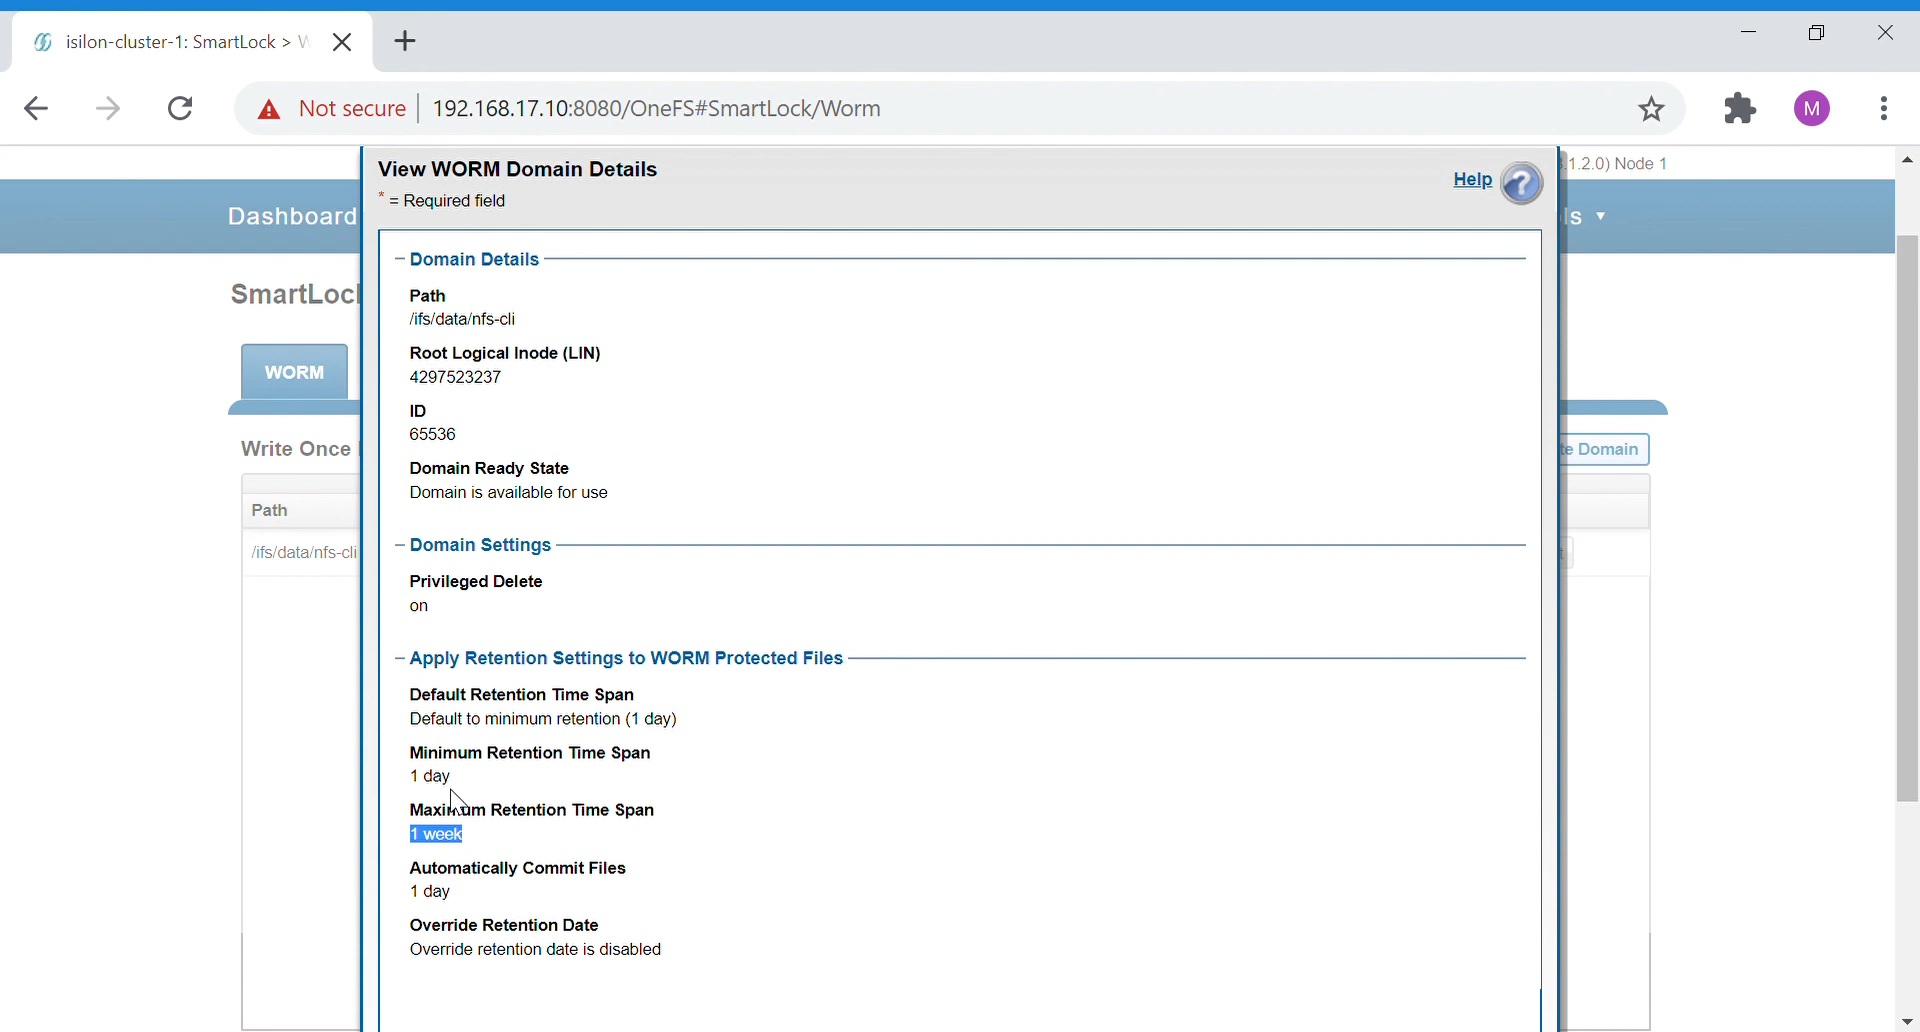 isilon-cluster-1: SmartLock > W
Not secure 192.168.17.10:8080/OneFS#SmartLock/Worm
M
View WORM Domain Details
* = Required field
Help
.1.2.0) Node 1
Dashboard
ls
SmartLock
WORM
Write Once
te Domain
Path
/ifs/data/nfs-cli
Domain Details
Path
/ifs/data/nfs-cli
Root Logical Inode (LIN)
4297523237
ID
65536
Domain Ready State
Domain is available for use
Domain Settings
Privileged Delete
on
Apply Retention Settings to WORM Protected Files
Default Retention Time Span
Default to minimum retention (1 day)
Minimum Retention Time Span
1 day
Maximum Retention Time Span
1 week
Automatically Commit Files
1 day
Override Retention Date
Override retention date is disabled